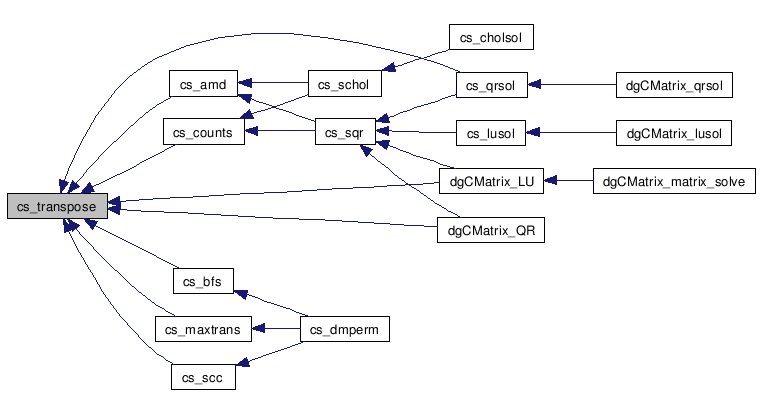 cs_cholsol
cs_amd
cs_schol
cs_qrsol
dgCMatrix_qrsol
cs_counts
cs_sqr
cs_lusol
dgCMatrix_lusol
dgCMatrix_LU
dgCMatrix_matrix_solve
cs_transpose
dgCMatrix_QR
cs_bfs
cs_maxtrans
cs_dmperm
cs_scc